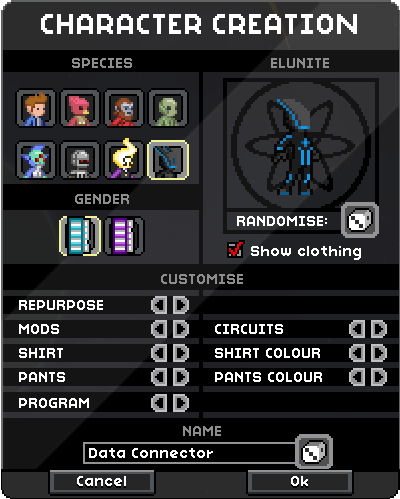 CHARACTER CREATION
SPECIES
ELUNITE
GENDER
RANDOMISE:
Show clothing
CUSTOMISE
REPURPOSE
MODS
CIRCUITS
SHIRT
SHIRT COLOUR
PANTS
PANTS COLOUR
PROGRAM
NAME
Data Connector
Cancel
Ok